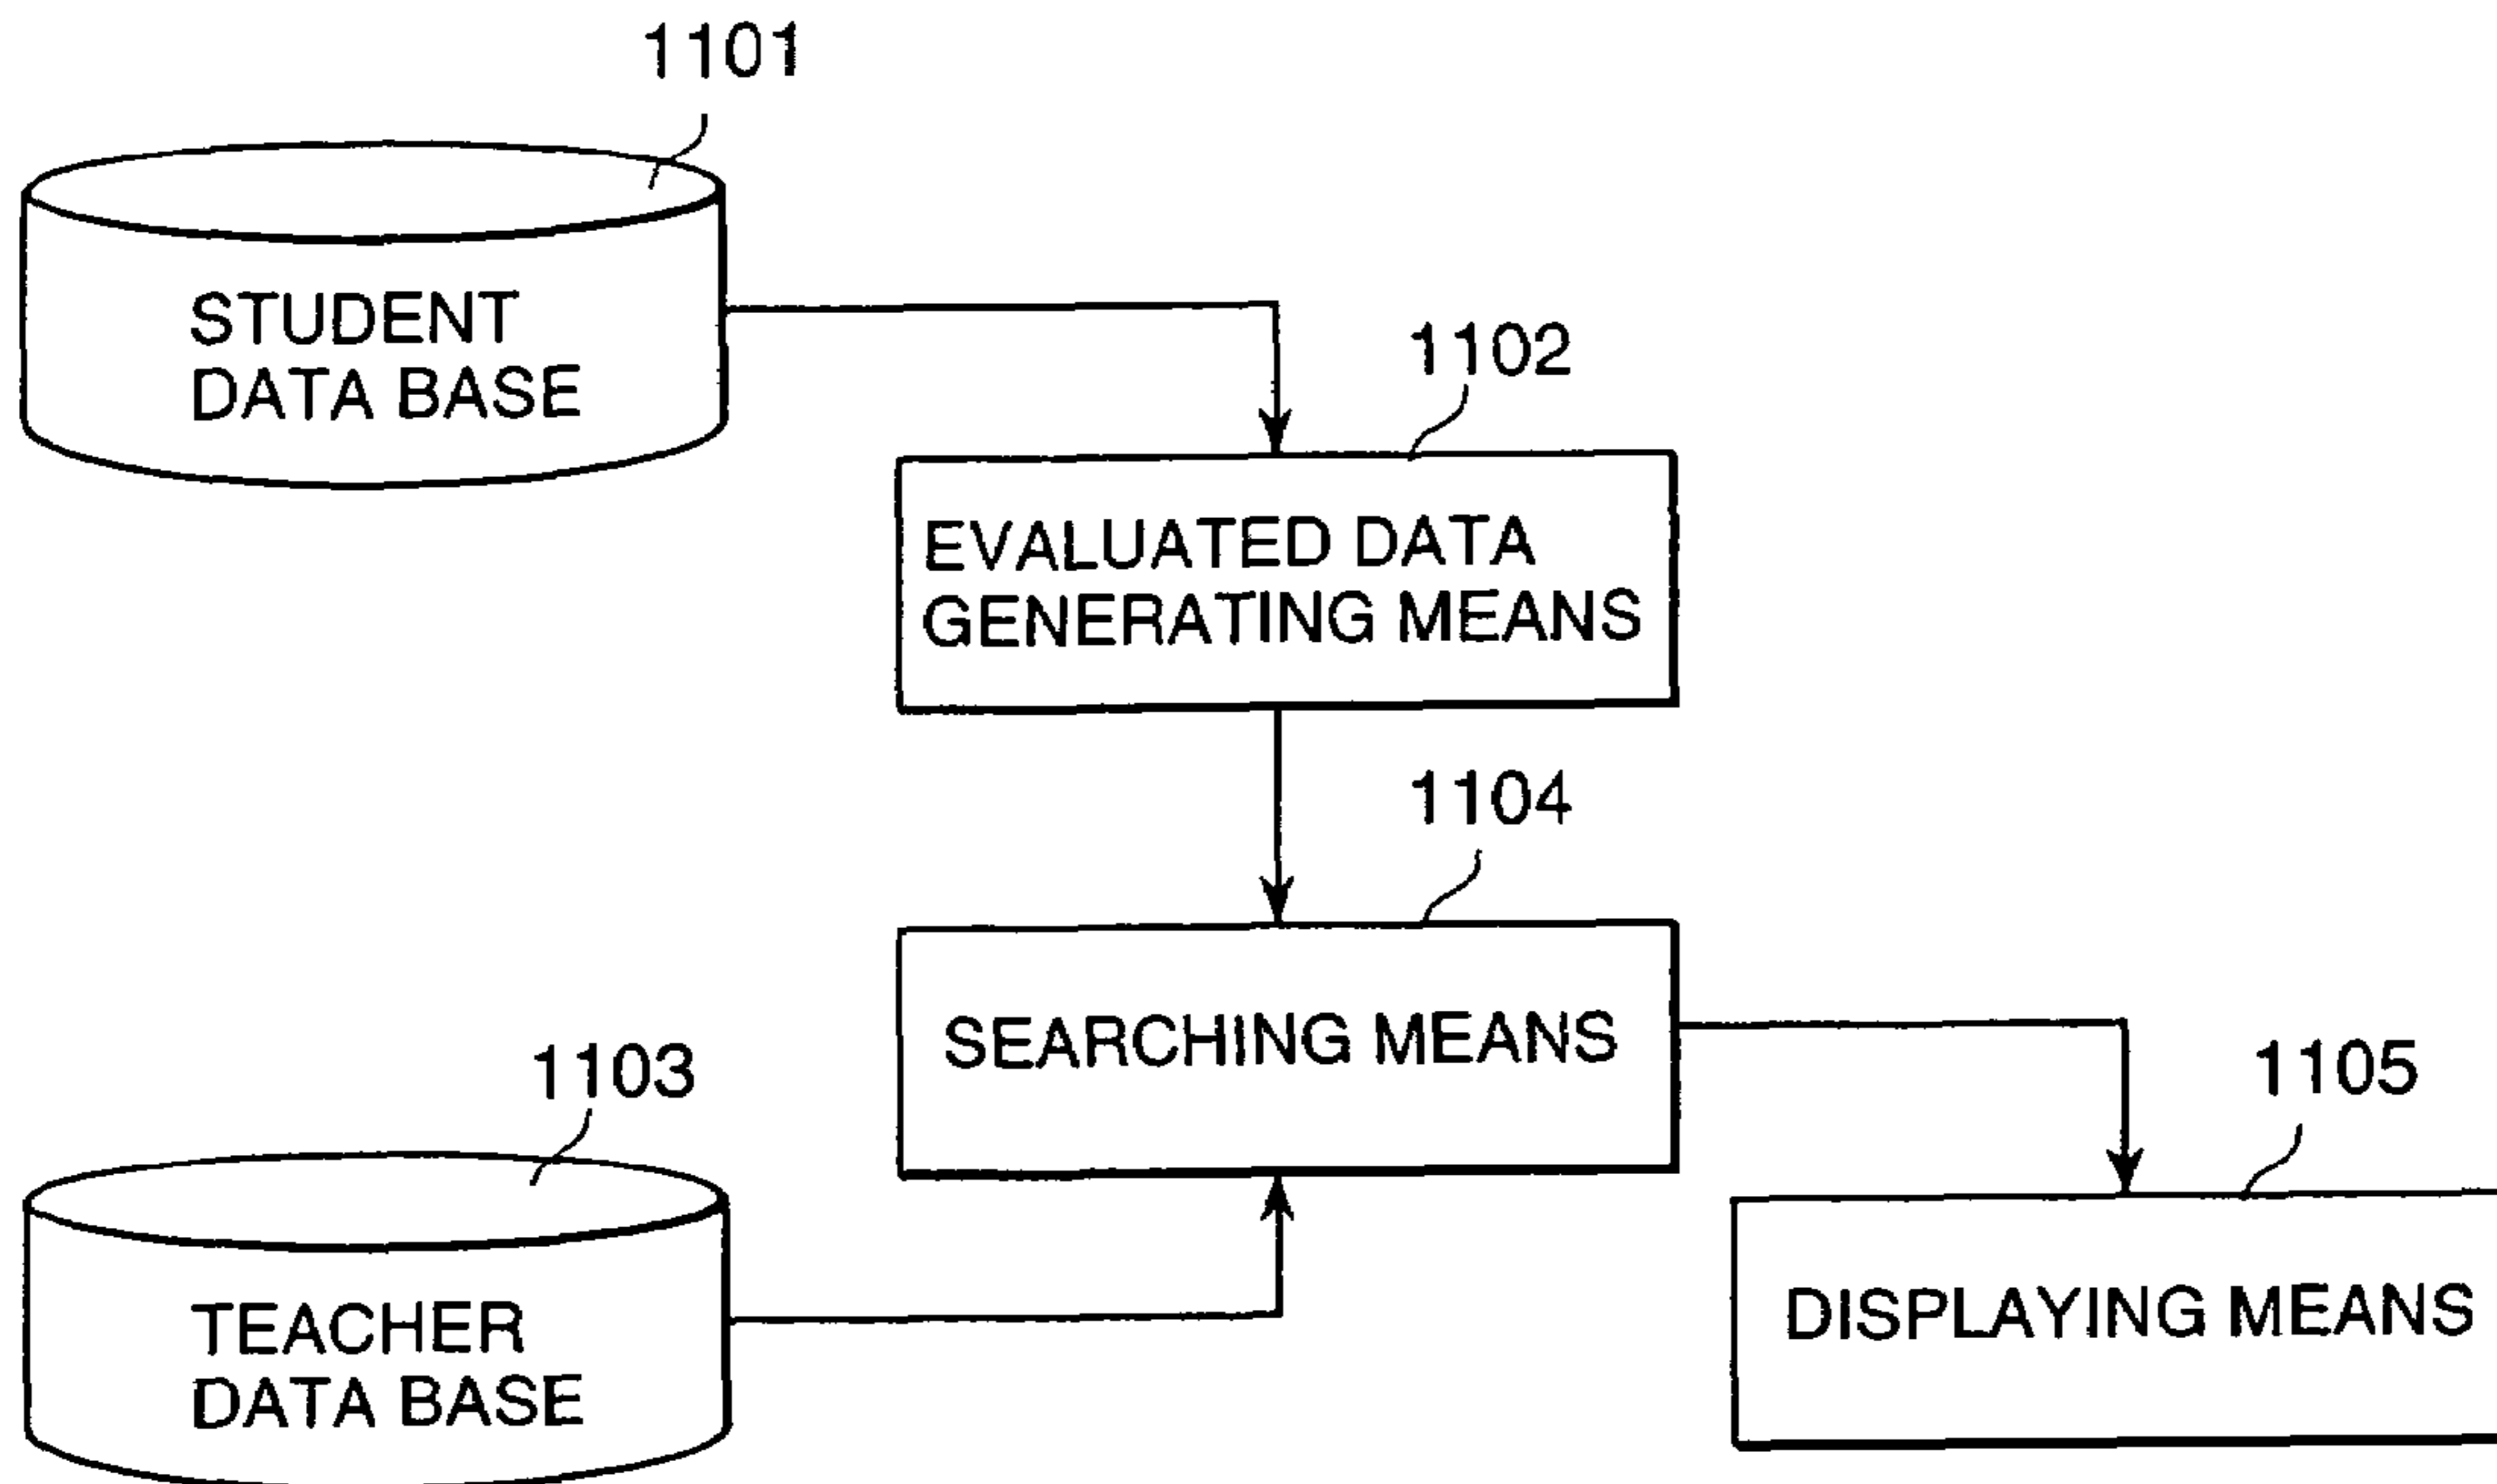 1101
STUDENT
DATA BASE
1102
EVALUATED DATA
GENERATING MEANS
1104
SEARCHING MEANS
1103
TEACHER
DATA BASE
1105
DISPLAYING MEANS